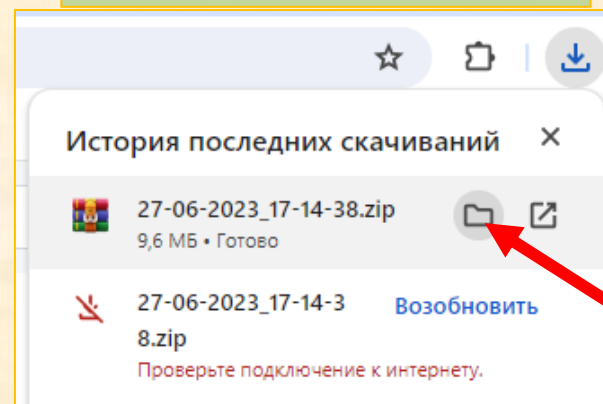 История последних скачиваний
27-06-2023_17-14-38.zip
9,6 МБ • Готово
27-06-2023_17-14-3
8.zip
Возобновить
Проверьте подключение к интернету.